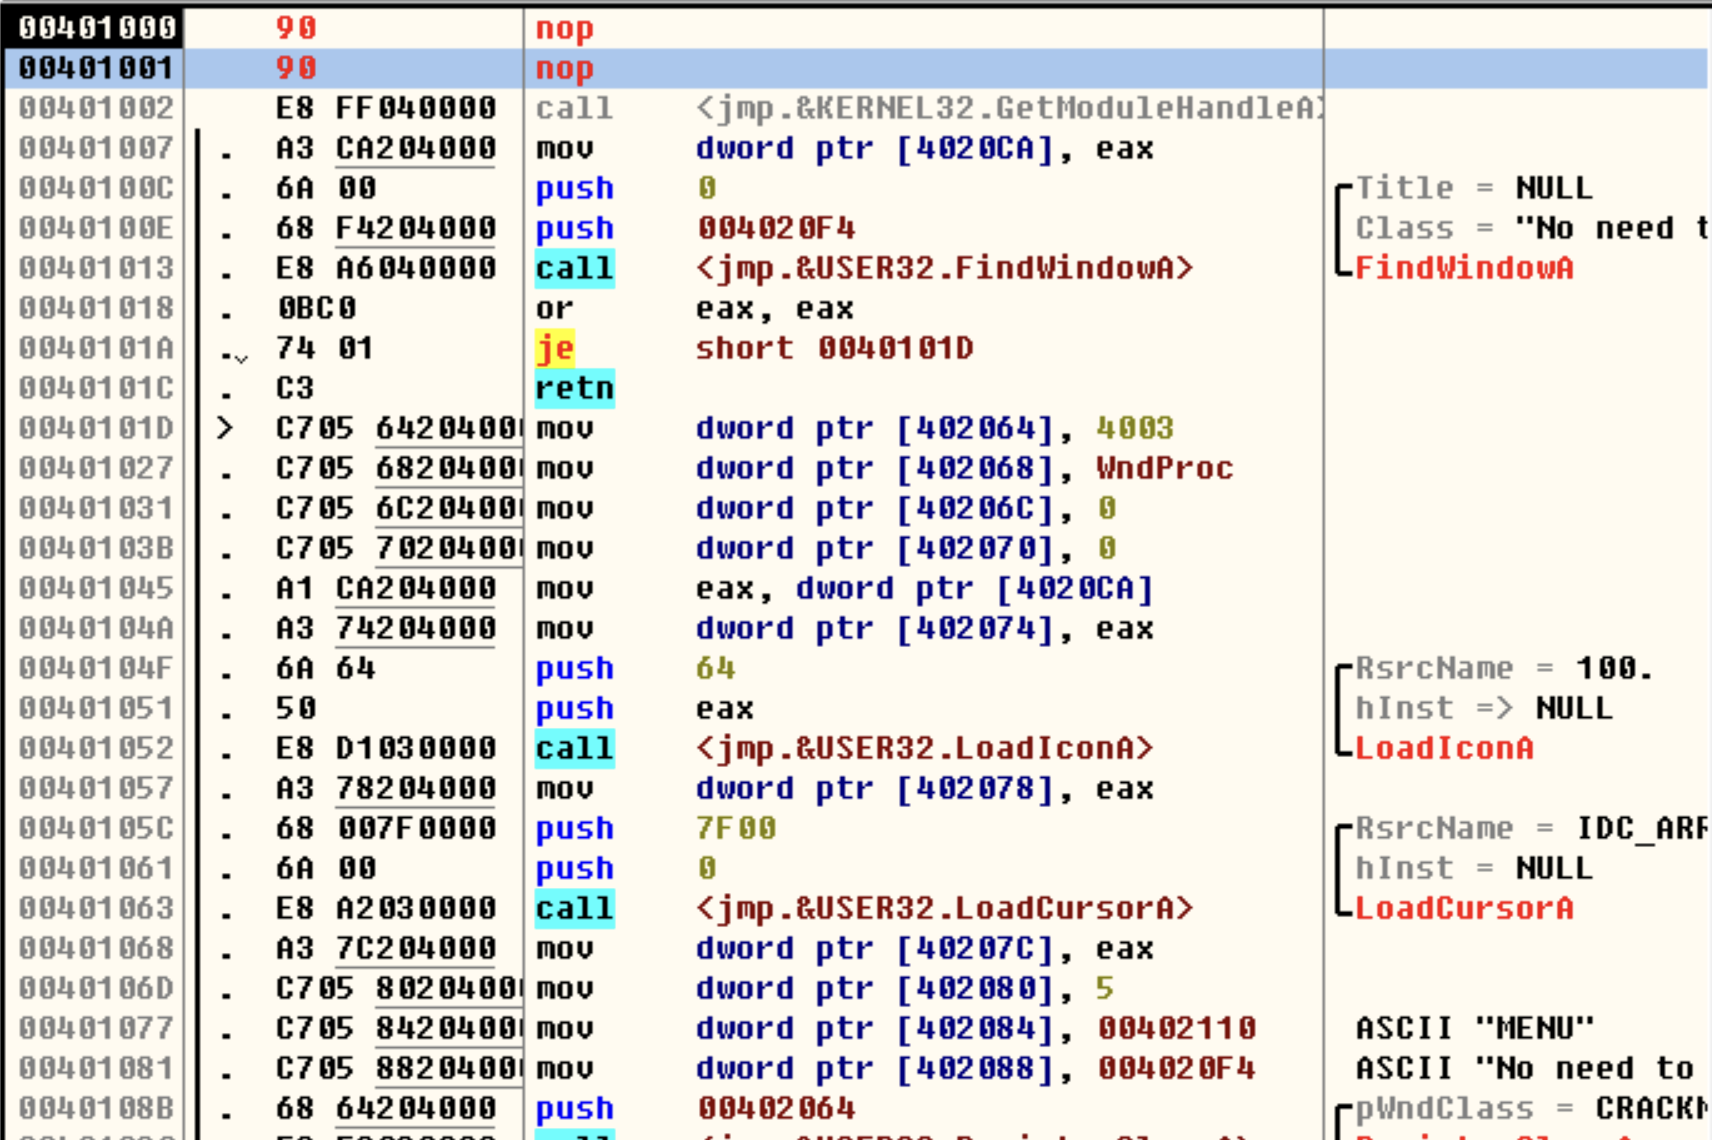 00401000 90 nop
00401001 90 nop
00401002 E8 FF040000 call <jmp.&KERNEL32.GetModuleHandleA>
00401007 . A3 CA204000 mov dword ptr [4020CA], eax
0040100C . 6A 00 push 0 Title = NULL
0040100E . 68 F4204000 push 004020F4 Class = "No need t
00401013 . E8 A6040000 call <jmp.&USER32.FindWindowA> FindWindowA
00401018 . 0BC0 or eax, eax
0040101A . 74 01 je short 0040101D
0040101C . C3 retn
0040101D > C705 6420400 mov dword ptr [402064], 4003
00401027 . C705 6820400 mov dword ptr [402068], WndProc
00401031 . C705 6C20400 mov dword ptr [40206C], 0
0040103B . C705 7020400 mov dword ptr [402070], 0
00401045 . A1 CA204000 mov eax, dword ptr [4020CA]
0040104A . A3 74204000 mov dword ptr [402074], eax
0040104F . 6A 64 push 64 RsrcName = 100.
00401051 . 50 push eax hInst => NULL
00401052 . E8 D1030000 call <jmp.&USER32.LoadIconA> LoadIconA
00401057 . A3 78204000 mov dword ptr [402078], eax
0040105C . 68 007F0000 push 7F00 RsrcName = IDC_ARR
00401061 . 6A 00 push 0 hInst = NULL
00401063 . E8 A2030000 call <jmp.&USER32.LoadCursorA> LoadCursorA
00401068 . A3 7C204000 mov dword ptr [40207C], eax
0040106D . C705 8020400 mov dword ptr [402080], 5
00401077 . C705 8420400 mov dword ptr [402084], 00402110 ASCII "MENU"
00401081 . C705 8820400 mov dword ptr [402088], 004020F4 ASCII "No need to
0040108B . 68 64204000 push 00402064 pWndClass = CRACK